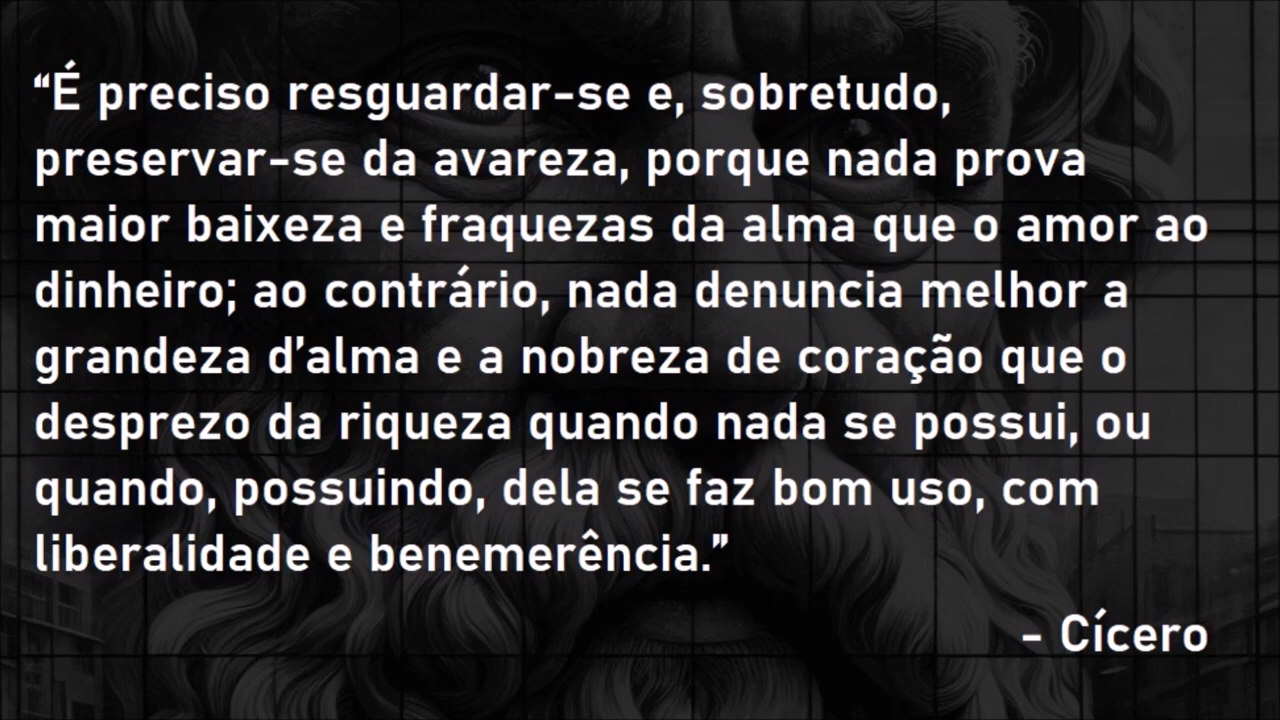 “É preciso resguardar-se e, sobretudo,
preservar-se da avareza, porque nada prova
maior baixeza e fraquezas da alma que o amor ao
dinheiro; ao contrário, nada denuncia melhor a
grandeza d’alma e a nobreza de coração que o
desprezo da riqueza quando nada se possui, ou
quando, possuindo, dela se faz bom uso, com
liberalidade e benemerência.”
- Cícero